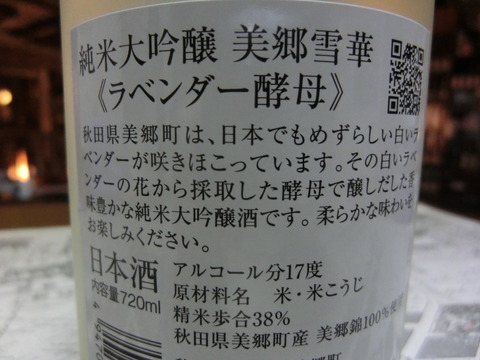 純米大吟醸 美郷雪華
《ラベンダー酵母》
秋田県美郷町は、日本でもめずらしい白いラ
ベンダーが咲きほこっています。その白いラベ
ンダーの花から採取した酵母で醸しだした香
味豊かな純米大吟醸酒です。柔らかな味わいを
お楽しみください。
日本酒
内容量720ml
アルコール分17度
原材料名 米・米こうじ
精米歩合38%
秋田県美郷町産 美郷錦100%使用